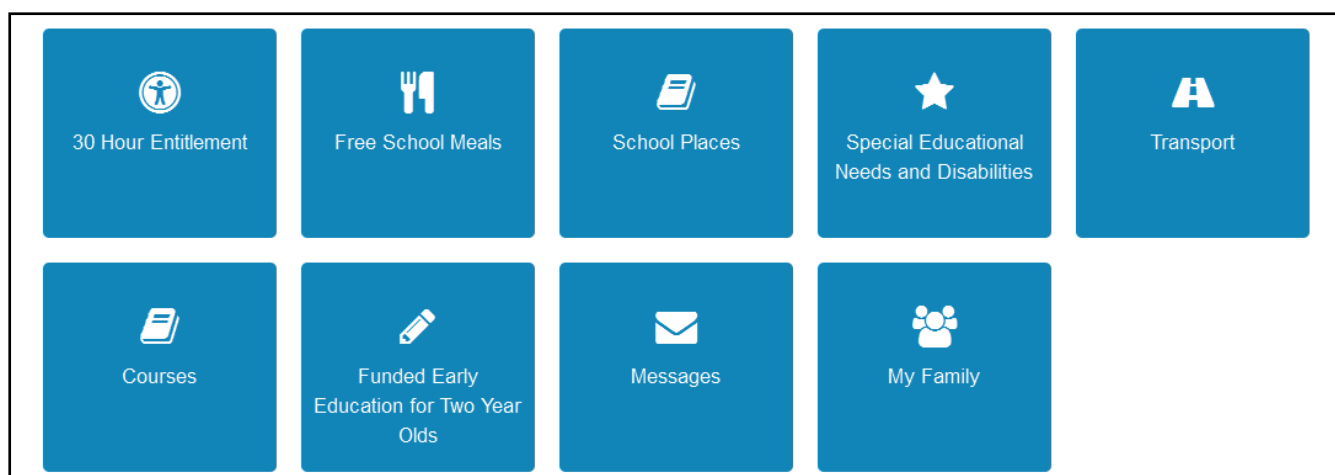 30 Hour Entitlement
Free School Meals
School Places
Special Educational
Needs and Disabilities
Transport
Courses
Funded Early
Education for Two Year
Olds
Messages
My Family